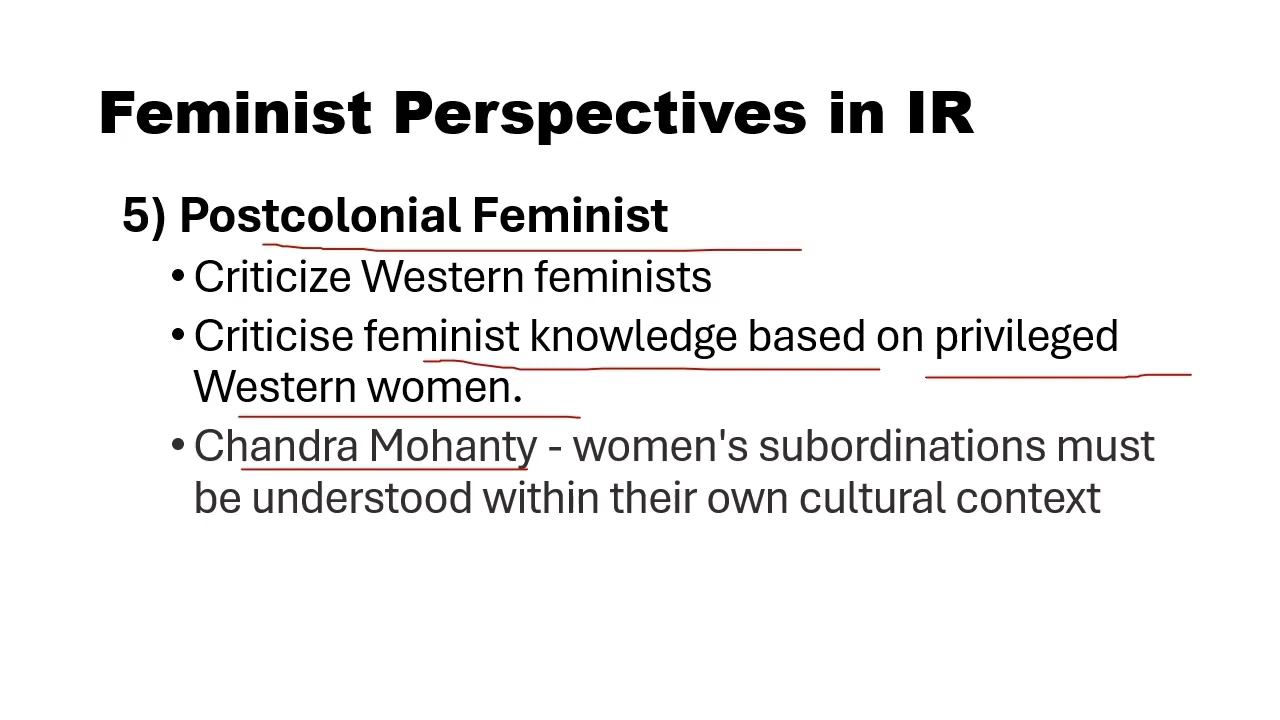 Feminist Perspectives in IR
5) Postcolonial Feminist
• Criticize Western feminists
• Criticise feminist knowledge based on privileged
Western women.
• Chandra Mohanty - women's subordinations must
be understood within their own cultural context